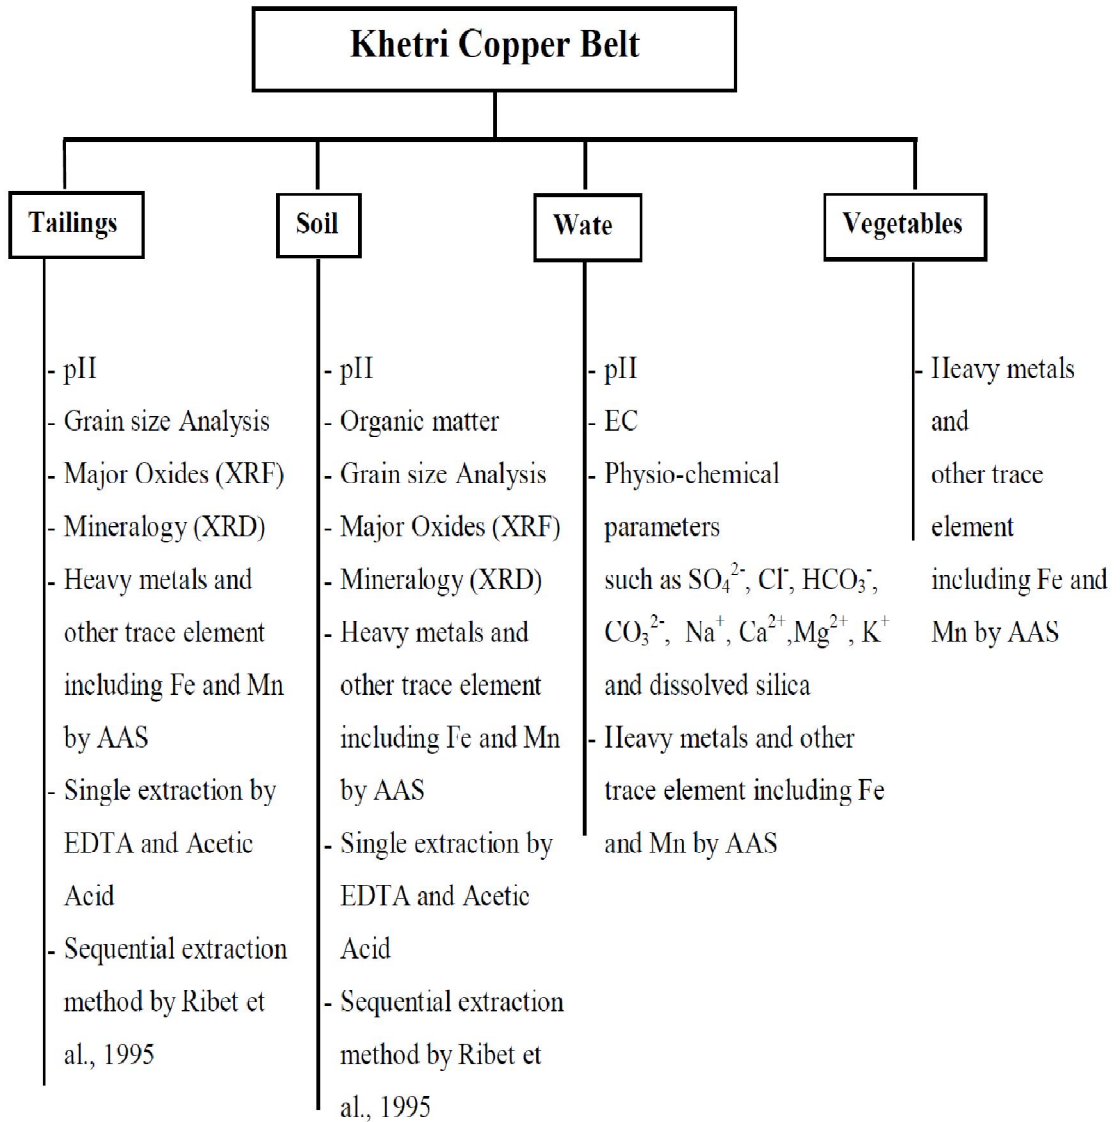 Khetri Copper Belt
Tailings
Soil
Wate
Vegetables
- pH
- Grain size Analysis
- Major Oxides (XRF)
- Mineralogy (XRD)
- Heavy metals and
other trace element
including Fe and Mn
by AAS
- Single extraction by
EDTA and Acetic
Acid
- Sequential extraction
method by Ribet et
al., 1995
- pH
- Organic matter
- Grain size Analysis
- Major Oxides (XRF)
- Mineralogy (XRD)
- Heavy metals and
other trace element
including Fe and Mn
by AAS
- Single extraction by
EDTA and Acetic
Acid
- Sequential extraction
method by Ribet et
al., 1995
- pH
- EC
- Physio-chemical
parameters
such as SO₄²⁻, Cl⁻, HCO₃⁻,
CO₃²⁻, Na⁺, Ca²⁺,Mg²⁺, K⁺
and dissolved silica
- Heavy metals and other
trace element including Fe
and Mn by AAS
- Heavy metals
and
other trace
element
including Fe and
Mn by AAS